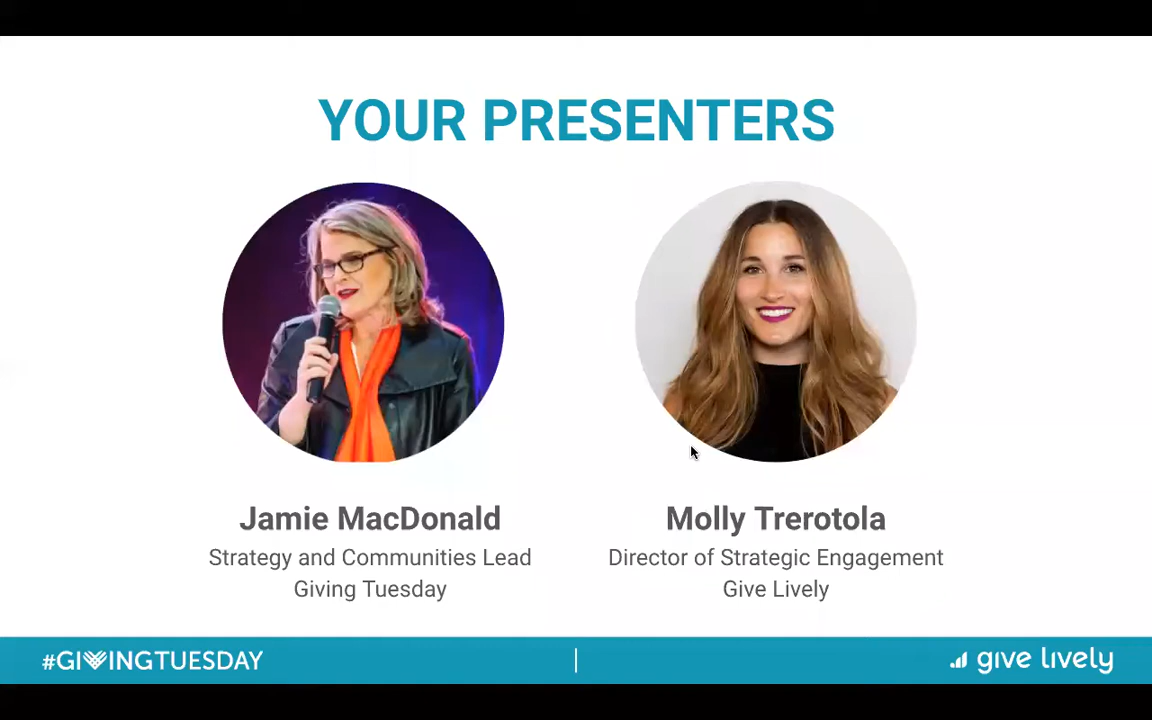 YOUR PRESENTERS
Jamie MacDonald
Strategy and Communities Lead
Giving Tuesday
Molly Trerotola
Director of Strategic Engagement
Give Lively
#GIVINGTUESDAY
give lively